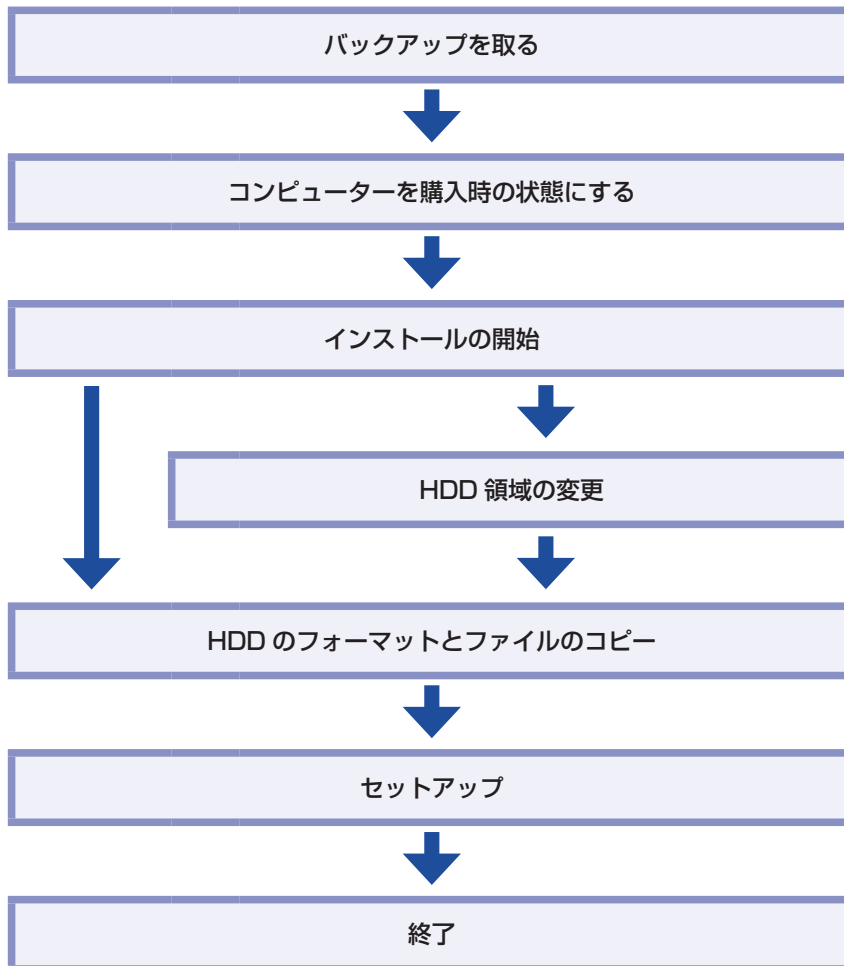 バックアップを取る
コンピューターを購入時の状態にする
インストールの開始
HDD 領域の変更
HDD のフォーマットとファイルのコピー
セットアップ
終了